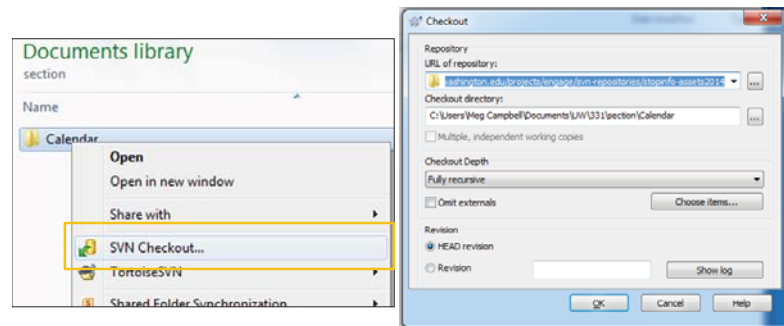 Documents library
section
Name
Calendar
Open
Open in new window
Share with
SVN Checkout...
TortoiseSVN
Shared Folder Synchronization
Checkout
Repository
URL of repository:
ashington.edu/projects/engage/svn-repositories/stopinfo-assets2014
...
Checkout directory:
C:\Users\Meg Campbell\Documents\UW\331\section\Calendar
...
Multiple, independent working copies
Checkout Depth
Fully recursive
Omit externals
Choose items...
Revision
HEAD revision
Revision
Show log
OK
Cancel
Help